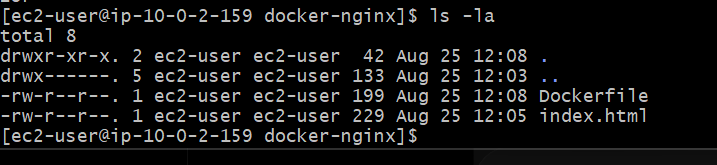 [ec2-user@ip-10-0-2-159 docker-nginx]$ ls -la
total 8
drwxr-xr-x. 2 ec2-user ec2-user  42 Aug 25 12:08 .
drwx------. 5 ec2-user ec2-user 133 Aug 25 12:03 ..
-rw-r--r--. 1 ec2-user ec2-user 199 Aug 25 12:08 Dockerfile
-rw-r--r--. 1 ec2-user ec2-user 229 Aug 25 12:05 index.html
[ec2-user@ip-10-0-2-159 docker-nginx]$